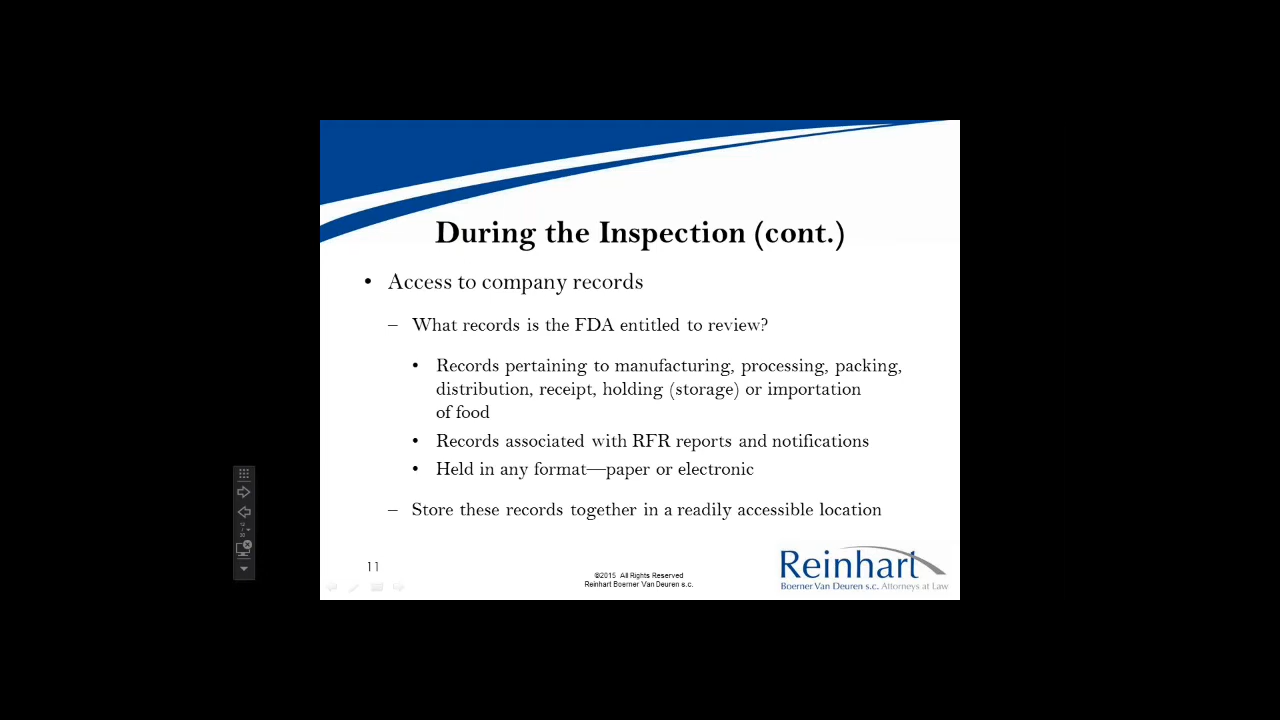 During the Inspection (cont.)
• Access to company records
– What records is the FDA entitled to review?
• Records pertaining to manufacturing, processing, packing,
distribution, receipt, holding (storage) or importation
of food
• Records associated with RFR reports and notifications
• Held in any format—paper or electronic
– Store these records together in a readily accessible location
11
©2015 All Rights Reserved
Reinhart Boerner Van Deuren s.c.
Reinhart
Boerner Van Deuren s.c. Attorneys at Law